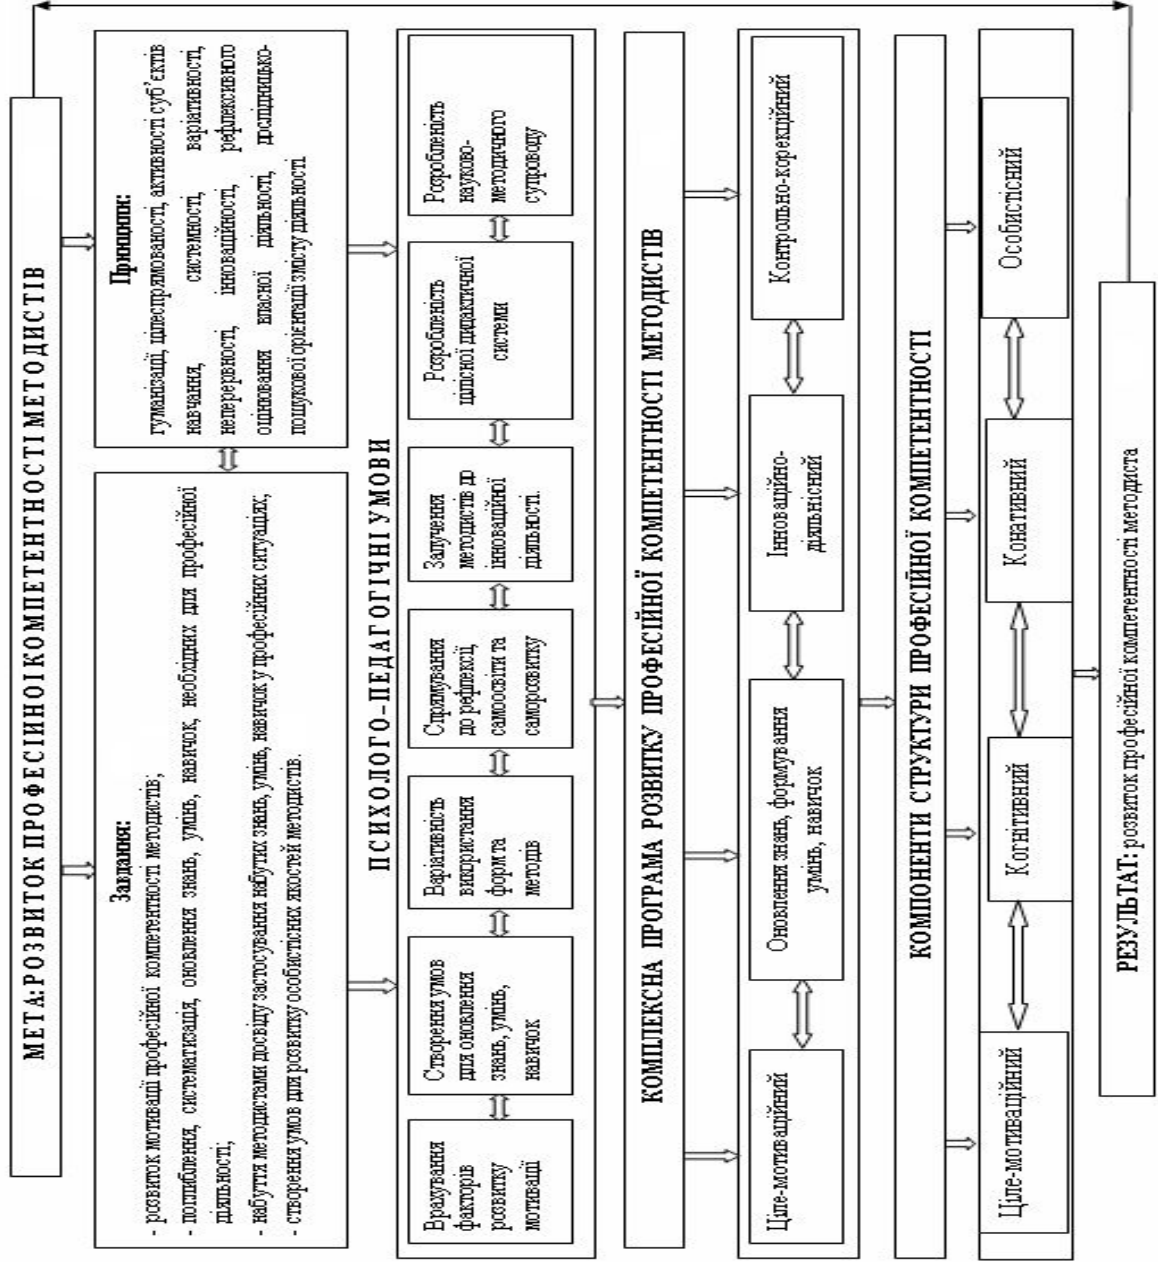 МЕТА: РОЗВИТОК ПРОФЕСІЙНОЇ КОМПЕТЕНТНОСТІ МЕТОДИСТІВ
Завдання:
- розвиток мотивації професійної компетентності методистів;
- поглиблення, систематизація, оновлення знань, умінь, навичок, необхідних для професійної
діяльності;
- набуття методистами досвіду застосування набутих знань, умінь, навичок у професійних ситуаціях;
- створення умов для розвитку особистісних якостей методистів.
Принципи:
гуманізації, цілеспрямованості, активності суб’єктів
навчання, системності, варіативності,
неперервності, інноваційності, рефлексивного
оцінювання власної діяльності, дослідницько-
пошукової орієнтації змісту діяльності
ПСИХОЛОГО-ПЕДАГОГІЧНІ УМОВИ
Врахування
факторів
розвитку
мотивації
Створення умов
для оновлення
знань, умінь,
навичок
Варіативність
використання
форм та
методів
Спрямування
до рефлексії,
самоосвіти та
саморозвитку
Залучення
методистів до
інноваційної
діяльності.
Розробленість
цілісної дидактичної
системи
Розробленість
науково-
методичного
супроводу
КОМПЛЕКСНА ПРОГРАМА РОЗВИТКУ ПРОФЕСІЙНОЇ КОМПЕТЕНТНОСТІ МЕТОДИСТІВ
Ціле-мотиваційний
Оновлення знань, формування
умінь, навичок
Інноваційно-
діяльнісний
Контрольно-корекційний
КОМПОНЕНТИ СТРУКТУРИ ПРОФЕСІЙНОЇ КОМПЕТЕНТНОСТІ
Ціле-мотиваційний
Когнітивний
Конативний
Особистісний
РЕЗУЛЬТАТ: розвиток професійної компетентності методиста